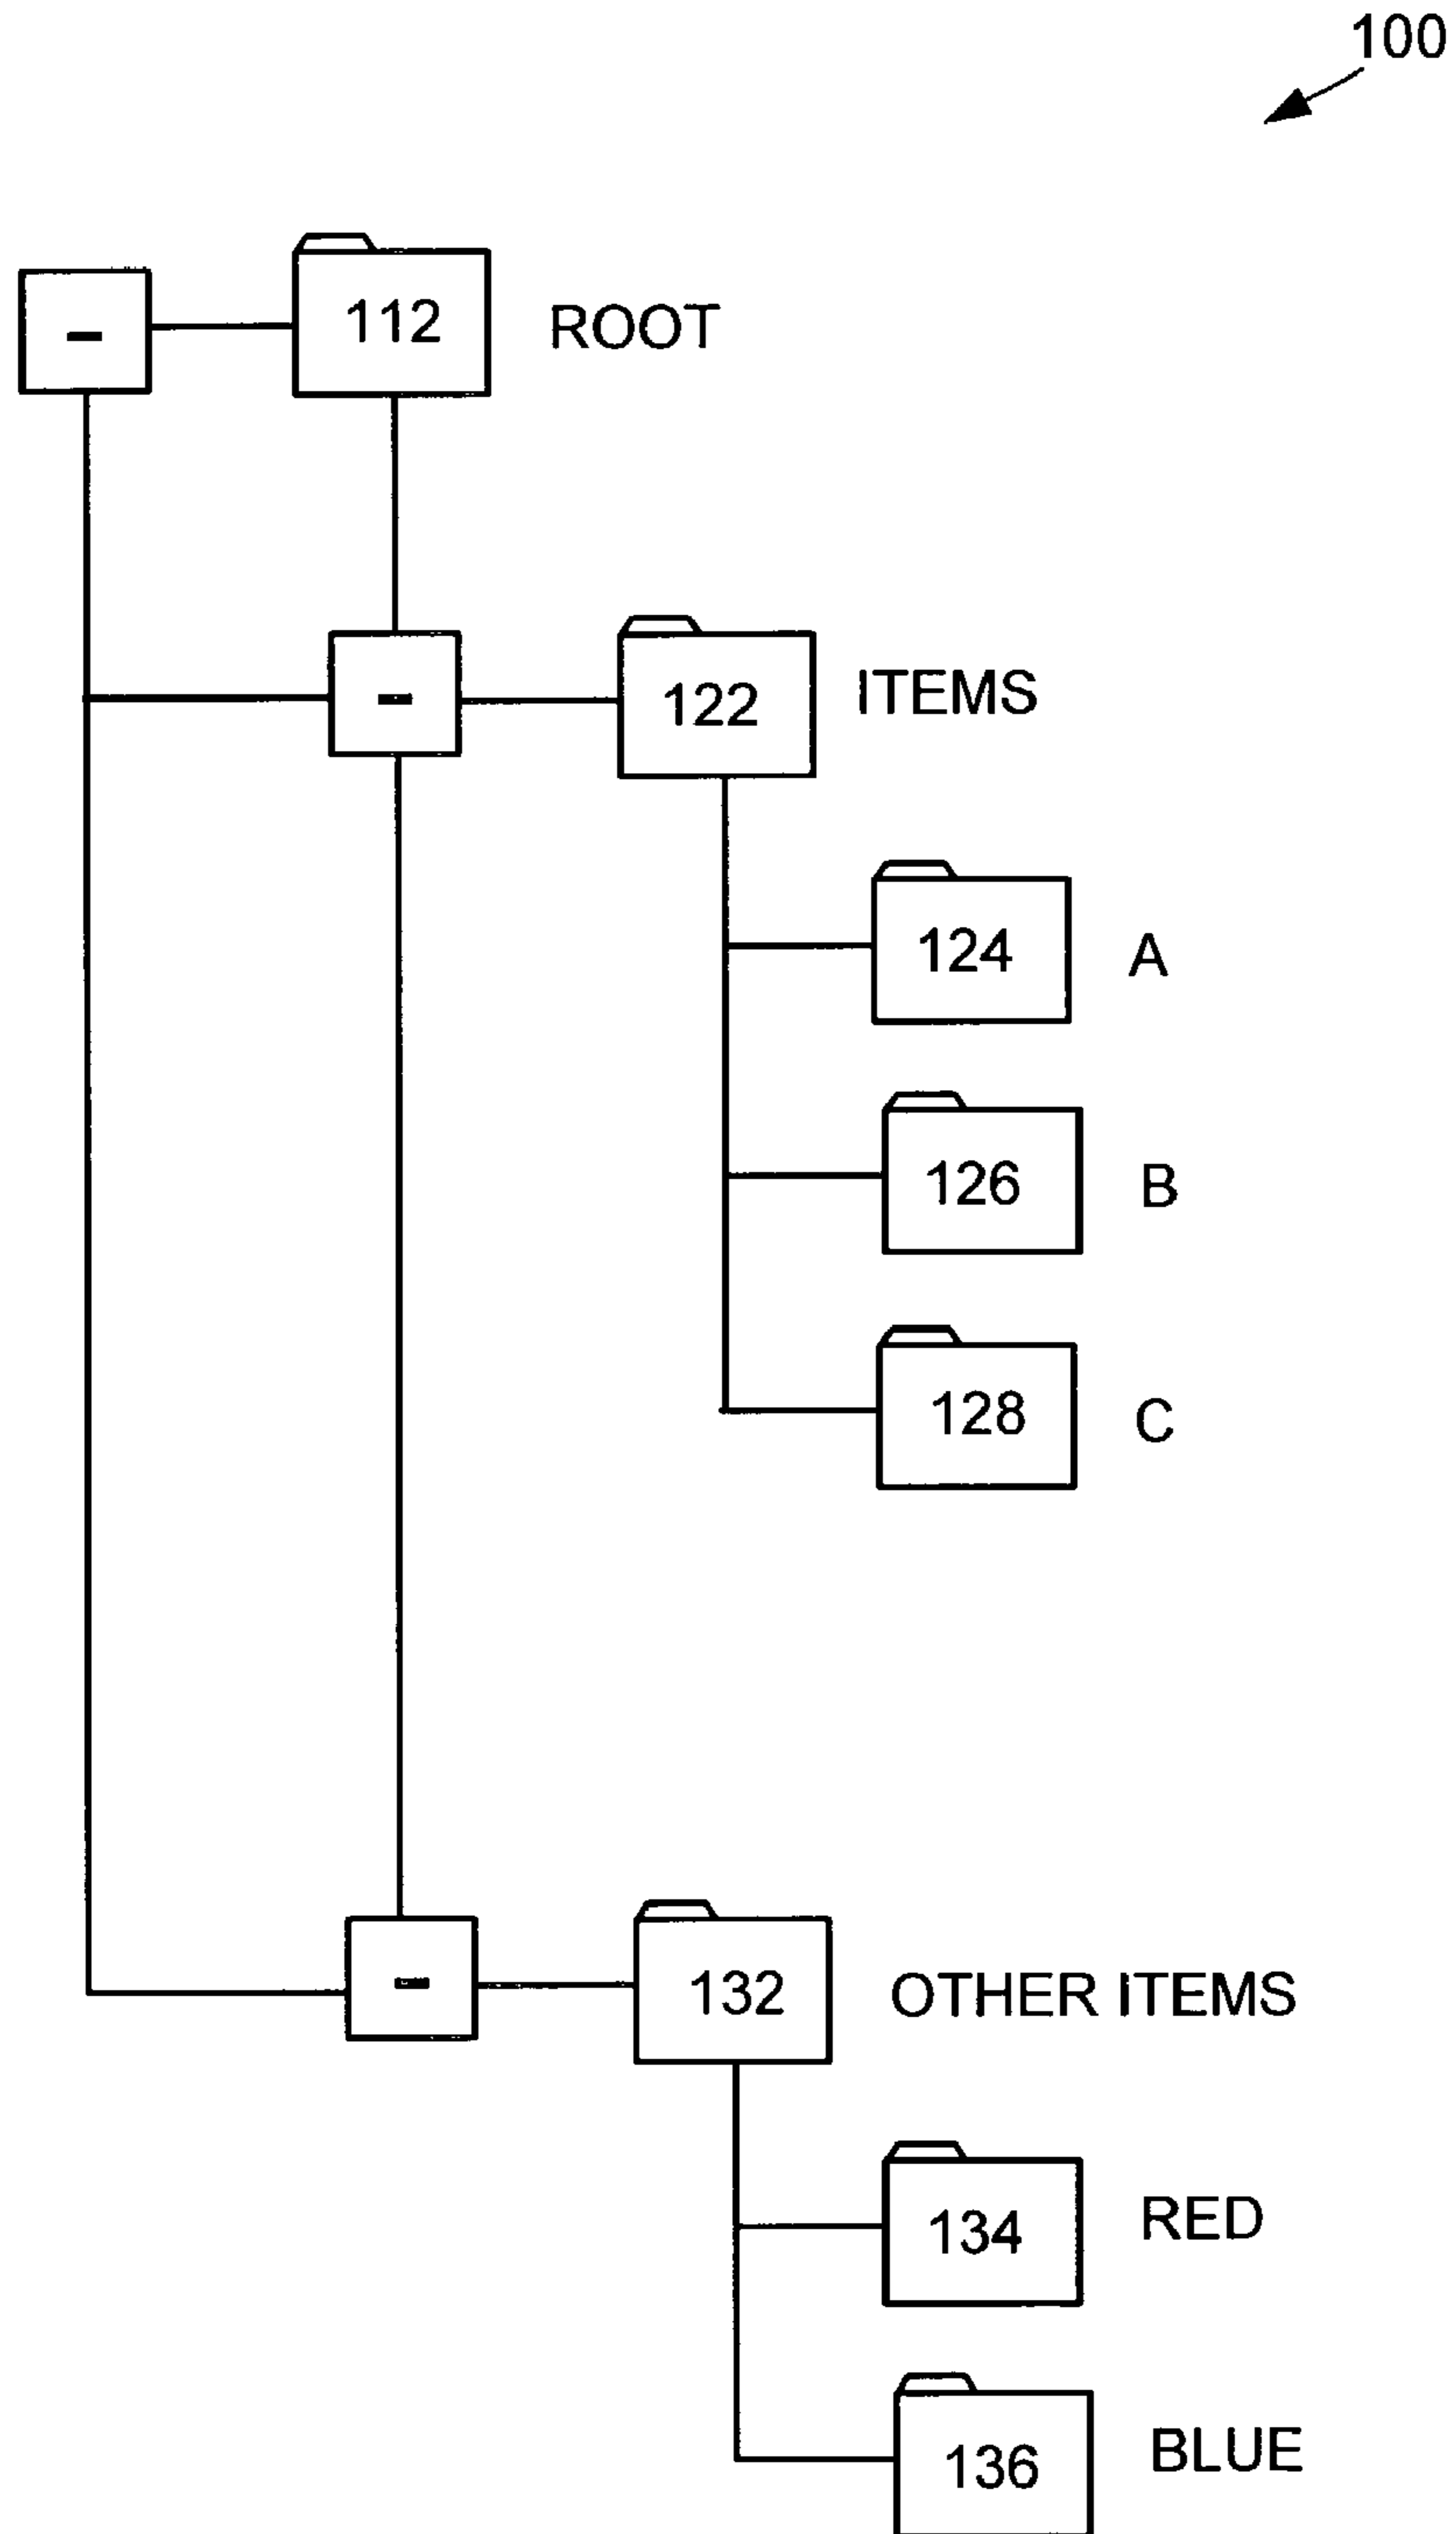 100
112 ROOT
122 ITEMS
124 A
126 B
128 C
132 OTHER ITEMS
134 RED
136 BLUE